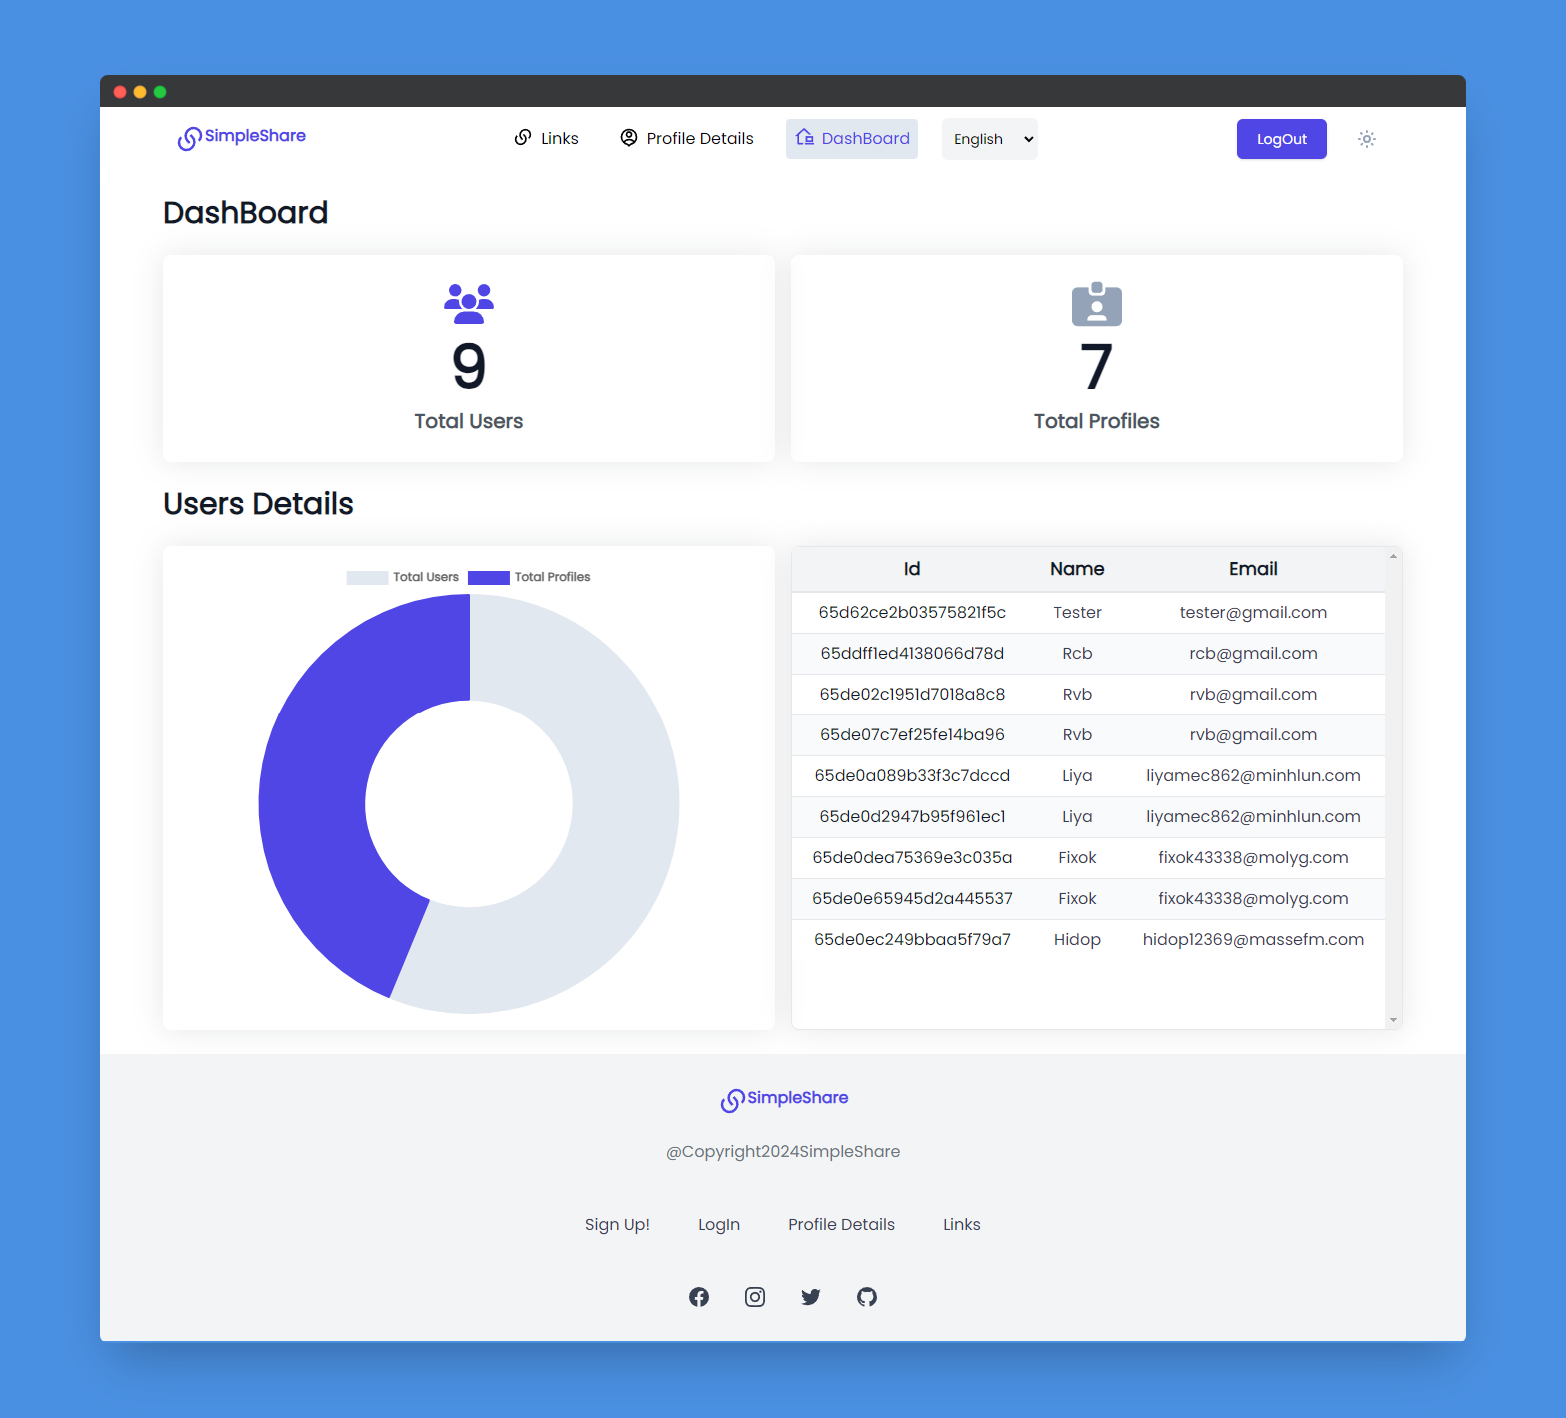 SimpleShare Links Profile Details DashBoard English LogOut
DashBoard
9
Total Users
7
Total Profiles
Users Details
Total Users Total Profiles
Id Name Email
65d62ce2b03575821f5c Tester tester@gmail.com
65ddff1ed4138066d78d Rcb rcb@gmail.com
65de02c1951d7018a8c8 Rvb rvb@gmail.com
65de07c7ef25fe14ba96 Rvb rvb@gmail.com
65de0a089b33f3c7dccd Liya liyamec862@minhlun.com
65de0d2947b95f961ec1 Liya liyamec862@minhlun.com
65de0dea75369e3c035a Fixok fixok43338@molyg.com
65de0e65945d2a445537 Fixok fixok43338@molyg.com
65de0ec249bbaa5f79a7 Hidop hidop12369@massefm.com
SimpleShare
@Copyright2024SimpleShare
Sign Up! LogIn Profile Details Links